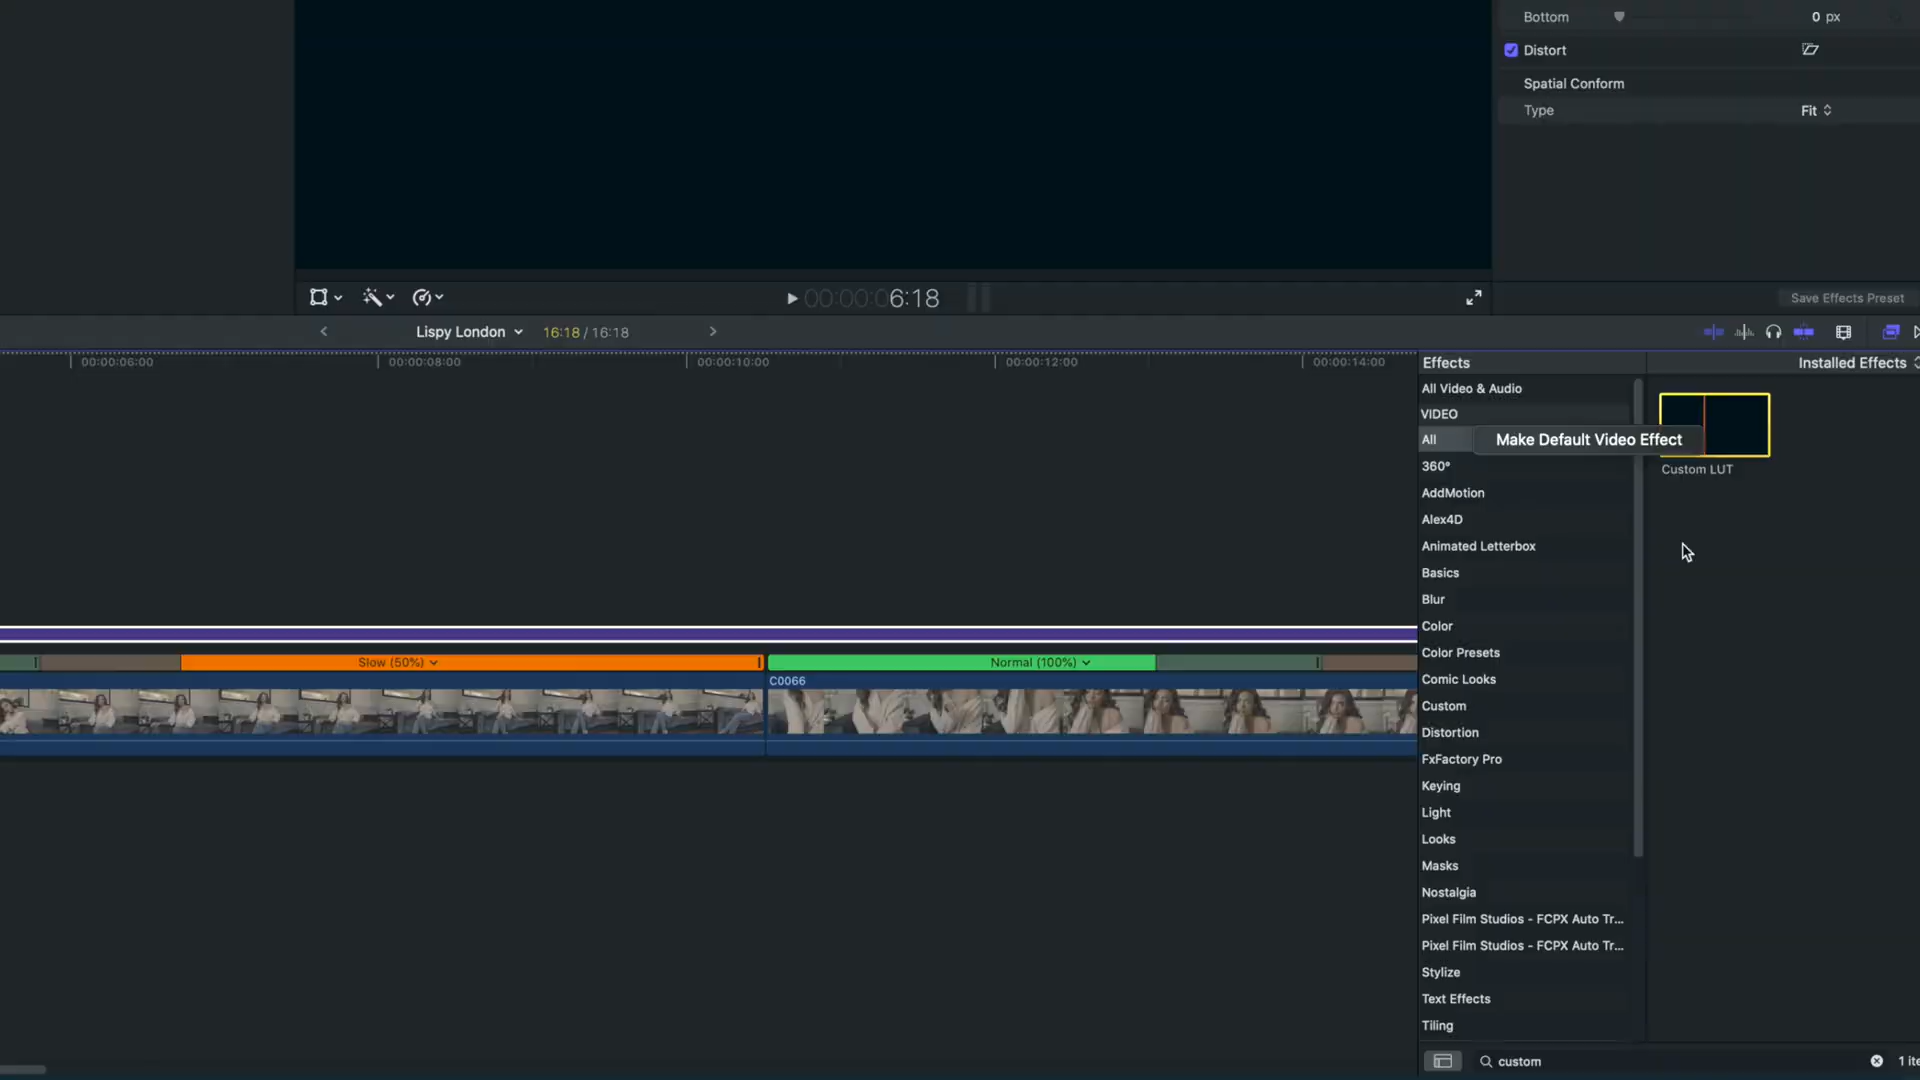 Bottom
0 px
Distort
Spatial Conform
Type
Fit
00:00:06:18
Save Effects Preset
Lispy London
16:18 / 16:18
00:00:06:00
00:00:08:00
00:00:10:00
00:00:12:00
00:00:14:00
Effects
Installed Effects
All Video & Audio
VIDEO
All
Make Default Video Effect
Custom LUT
360°
AddMotion
Alex4D
Animated Letterbox
Basics
Blur
Color
Color Presets
Comic Looks
Custom
Distortion
FxFactory Pro
Keying
Light
Looks
Masks
Nostalgia
Pixel Film Studios - FCPX Auto Tr...
Pixel Film Studios - FCPX Auto Tr...
Stylize
Text Effects
Tiling
Slow (50%)
Normal (100%)
C0066
custom
1 ite